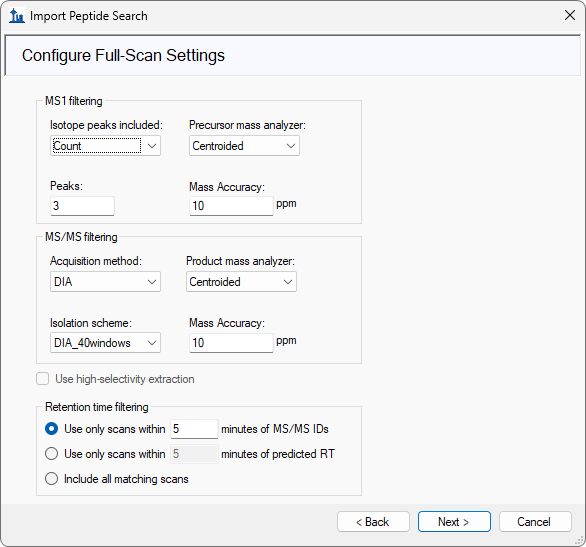 Import Peptide Search
Configure Full-Scan Settings
MS1 filtering
Isotope peaks included: Precursor mass analyzer:
Count Centroided
Peaks: Mass Accuracy:
3 10 ppm
MS/MS filtering
Acquisition method: Product mass analyzer:
DIA Centroided
Isolation scheme: Mass Accuracy:
DIA_40windows 10 ppm
Use high-selectivity extraction
Retention time filtering
Use only scans within 5 minutes of MS/MS IDs
Use only scans within 5 minutes of predicted RT
Include all matching scans
< Back Next > Cancel